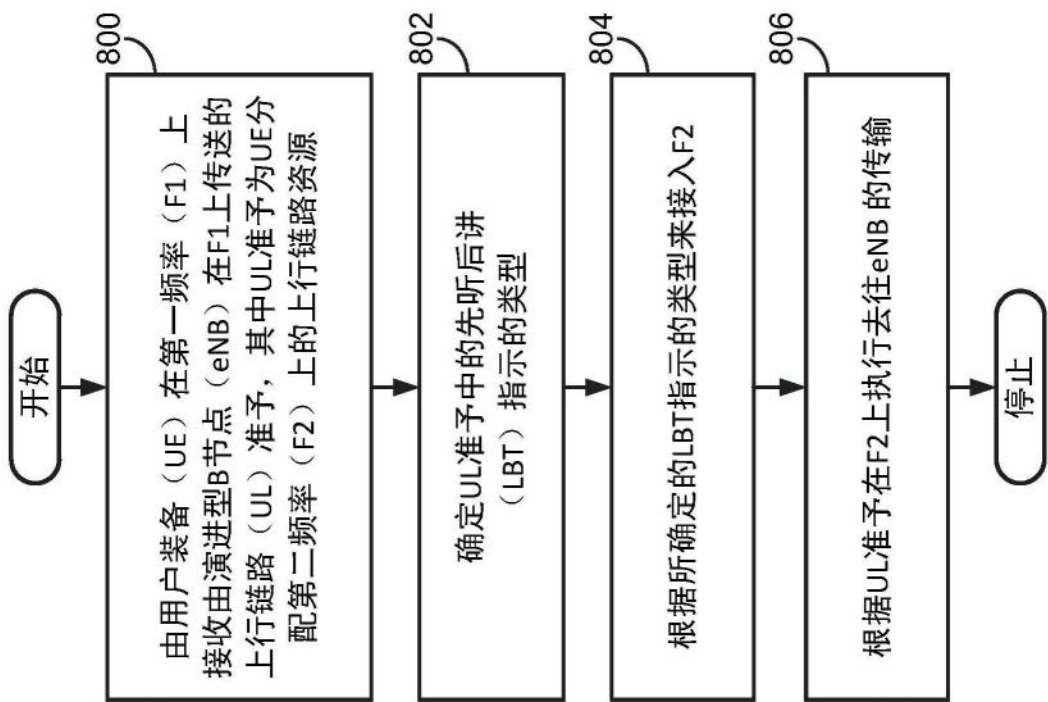 开始
800
由用户装备（UE）在第一频率（F1）上
接收由演进型B节点（eNB）在F1上传送的
上行链路（UL）准予，其中UL准予为UE分
配第二频率（F2）上的上行链路资源
802
确定UL准予中的先听后讲
（LBT）指示的类型
804
根据所确定的LBT指示的类型来接入F2
806
根据UL准予在F2上执行去往eNB 的传输
停止